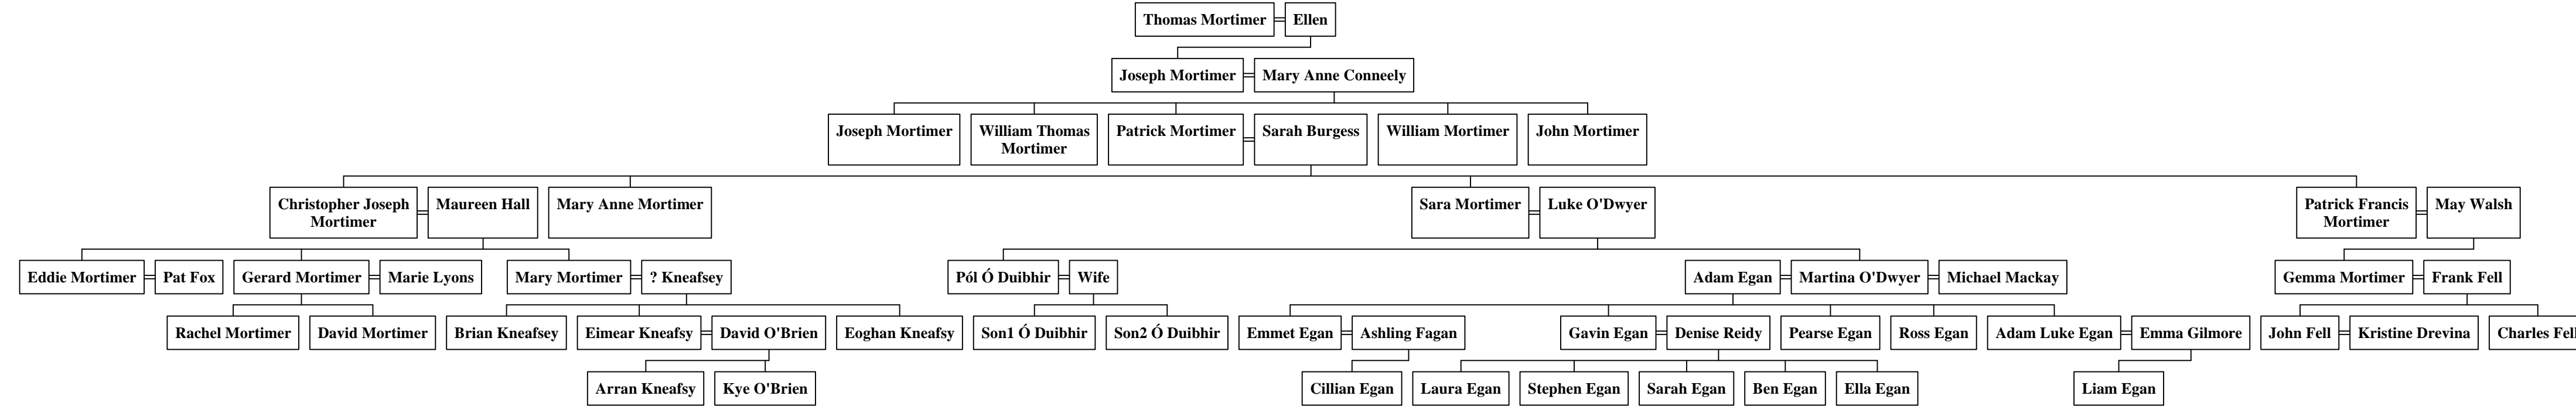 Thomas Mortimer
Ellen
Joseph Mortimer
Mary Anne Conneely
Joseph Mortimer
William Thomas
Mortimer
Patrick Mortimer
Sarah Burgess
William Mortimer
John Mortimer
Christopher Joseph
Mortimer
Maureen Hall
Mary Anne Mortimer
Sara Mortimer
Luke O'Dwyer
Patrick Francis
Mortimer
May Walsh
Eddie Mortimer
Pat Fox
Gerard Mortimer
Marie Lyons
Mary Mortimer
? Kneafsey
Pól Ó Duibhir
Wife
Adam Egan
Martina O'Dwyer
Michael Mackay
Gemma Mortimer
Frank Fell
Rachel Mortimer
David Mortimer
Brian Kneafsey
Eimear Kneafsy
David O'Brien
Eoghan Kneafsy
Son1 Ó Duibhir
Son2 Ó Duibhir
Emmet Egan
Ashling Fagan
Gavin Egan
Denise Reidy
Pearse Egan
Ross Egan
Adam Luke Egan
Emma Gilmore
John Fell
Kristine Drevina
Charles Fell
Arran Kneafsy
Kye O'Brien
Cillian Egan
Laura Egan
Stephen Egan
Sarah Egan
Ben Egan
Ella Egan
Liam Egan